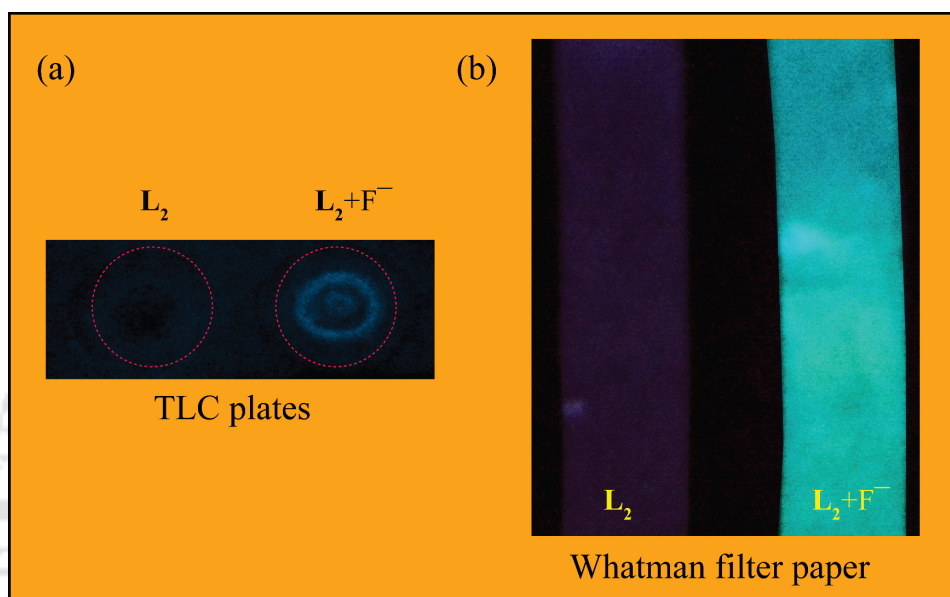 (a)
L₂ L₂+F⁻
TLC plates
(b)
L₂ L₂+F⁻
Whatman filter paper